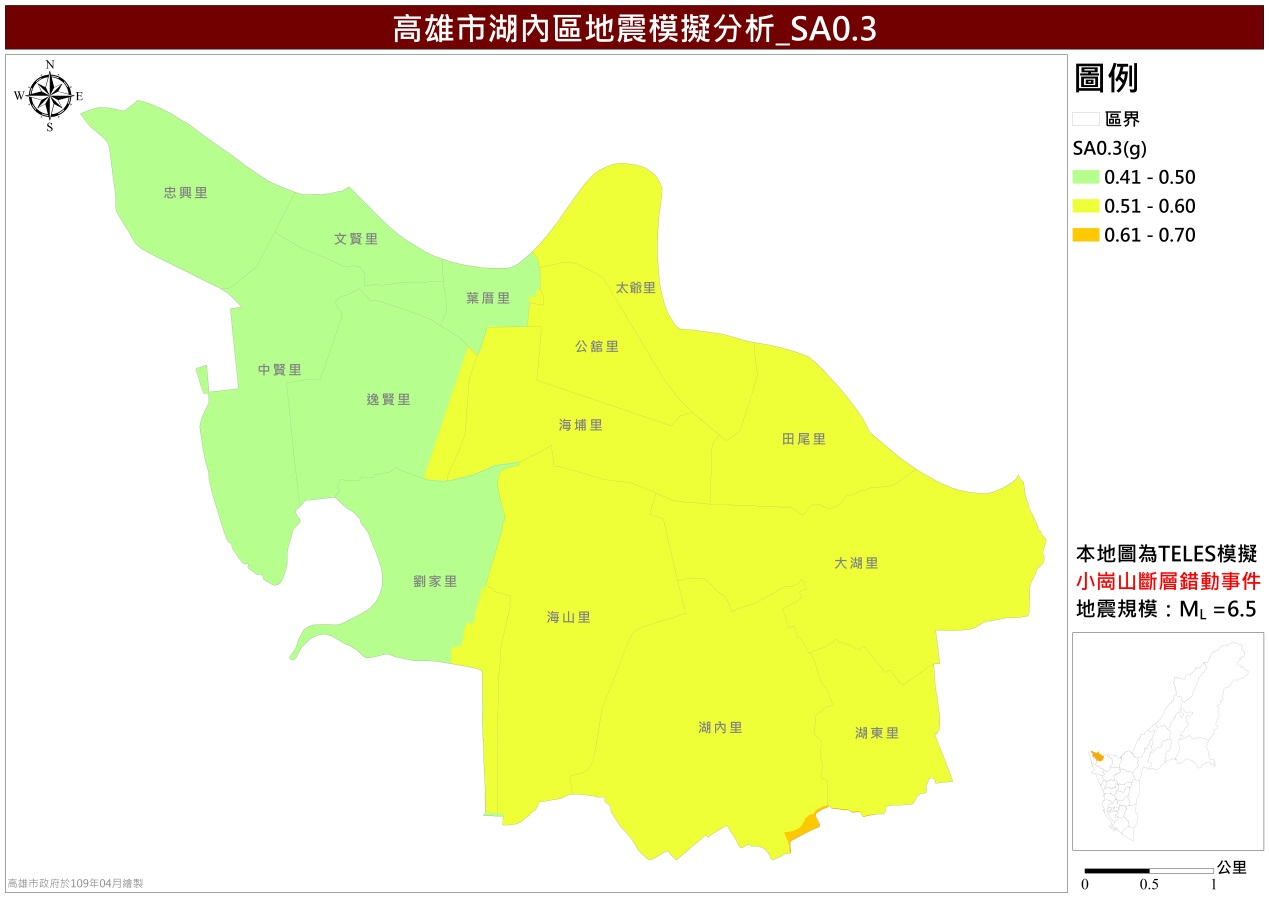 高雄市湖內區地震模擬分析_SA0.3
N
W E
S
圖例
區界
SA0.3(g)
0.41 - 0.50
0.51 - 0.60
0.61 - 0.70
忠興里
文賢里
葉厝里
太爺里
公舘里
中賢里
逸賢里
海埔里
田尾里
大湖里
劉家里
海山里
湖內里
湖東里
本地圖為TELES模擬
小崗山斷層錯動事件
地震規模：ML =6.5
公里
0 0.5 1
高雄市政府於109年04月繪製